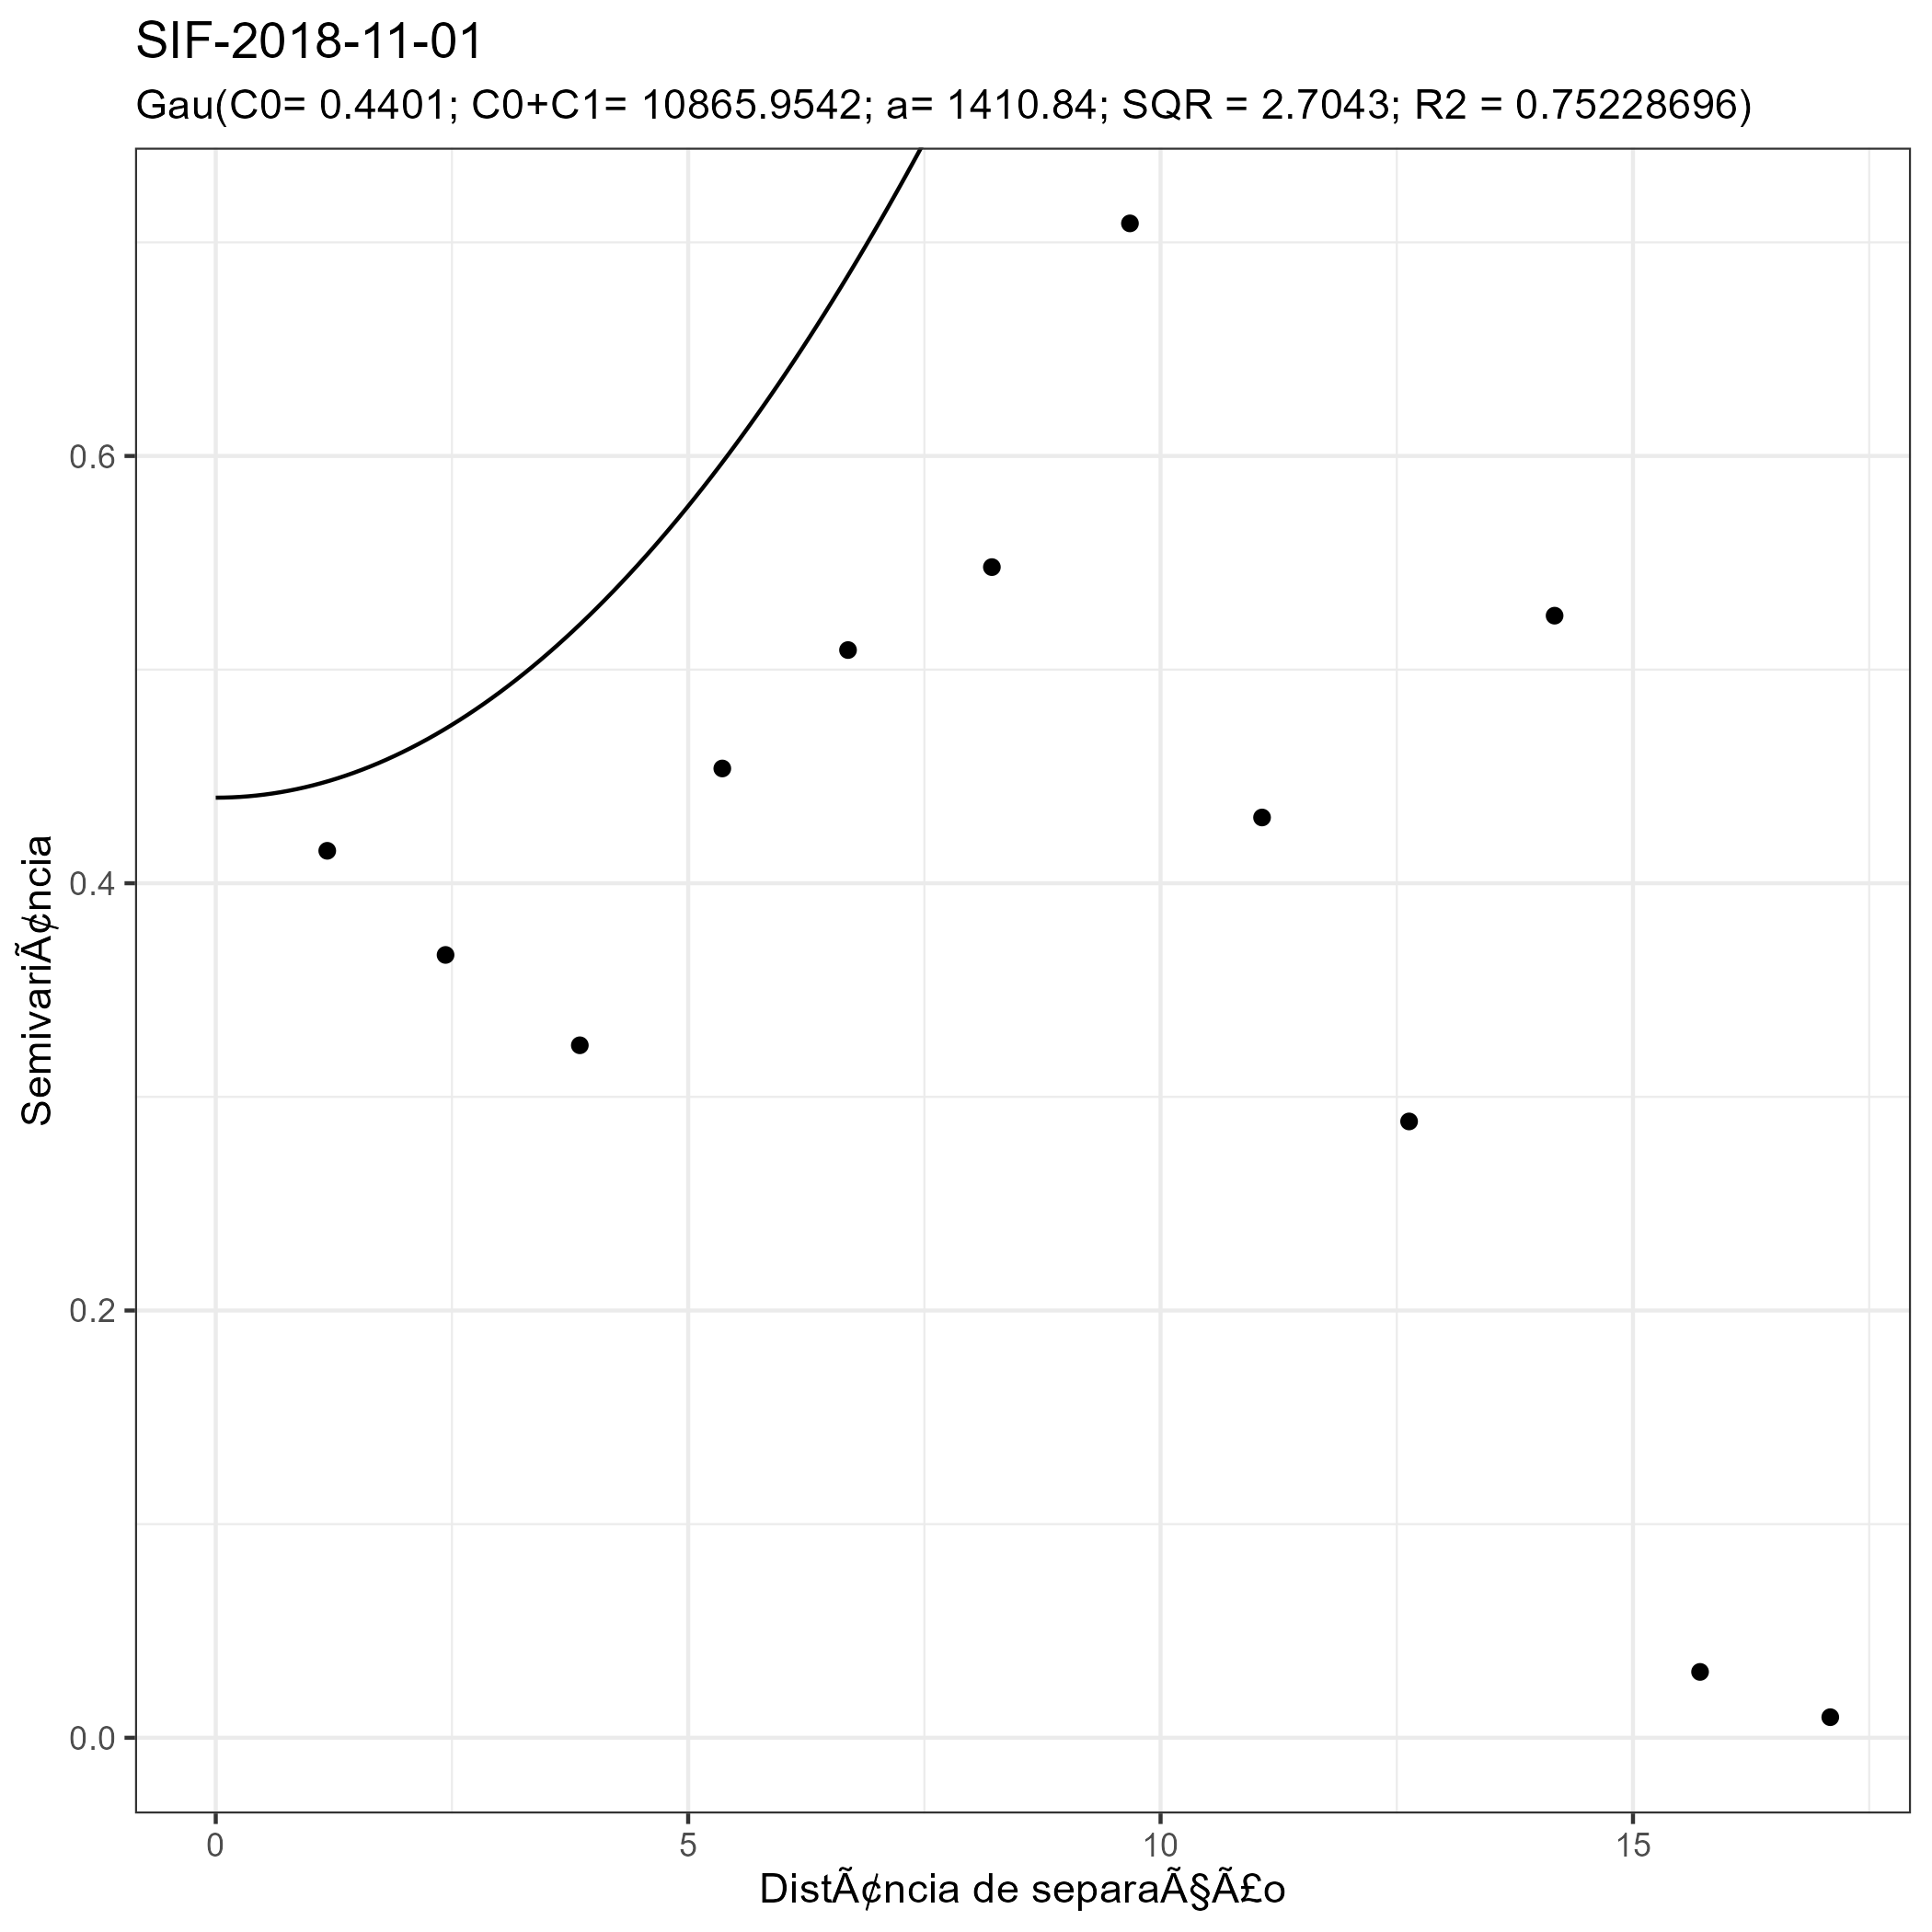 SIF-2018-11-01
Gau(C0= 0.4401; C0+C1= 10865.9542; a= 1410.84; SQR = 2.7043; R2 = 0.75228696)
SemivariÃ¢ncia
0.6
0.4
0.2
0.0
0 5 10 15
DistÃ¢ncia de separaÃ§Ã£o